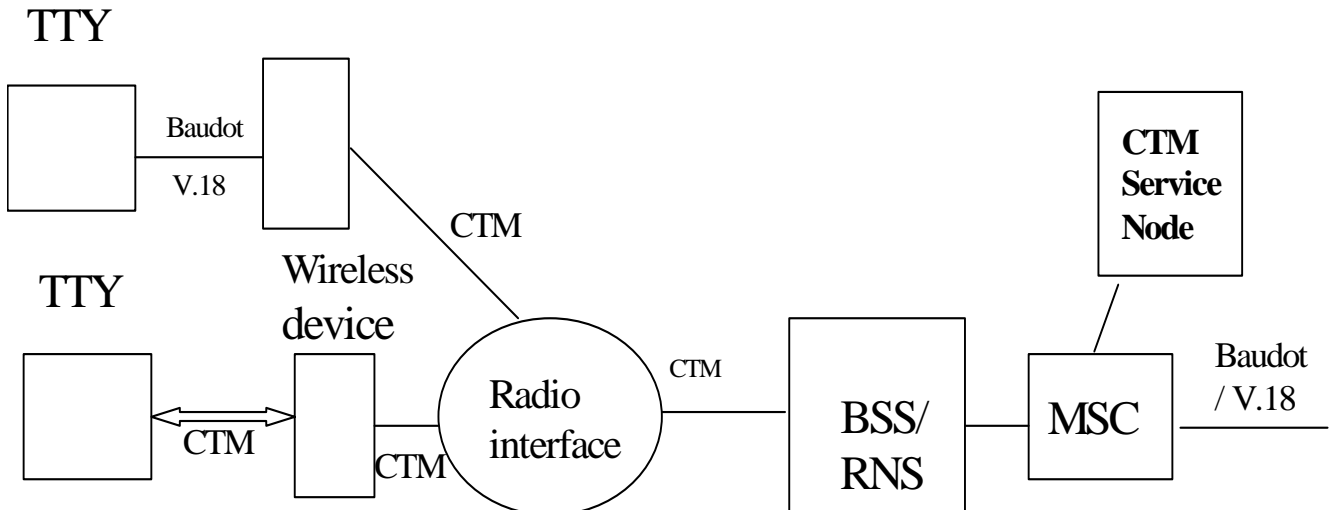 TTY
Baudot
V.18
CTM
CTM
Service
Node
Wireless
device
TTY
CTM
CTM
Radio
interface
CTM
BSS/
RNS
MSC
Baudot
/ V.18